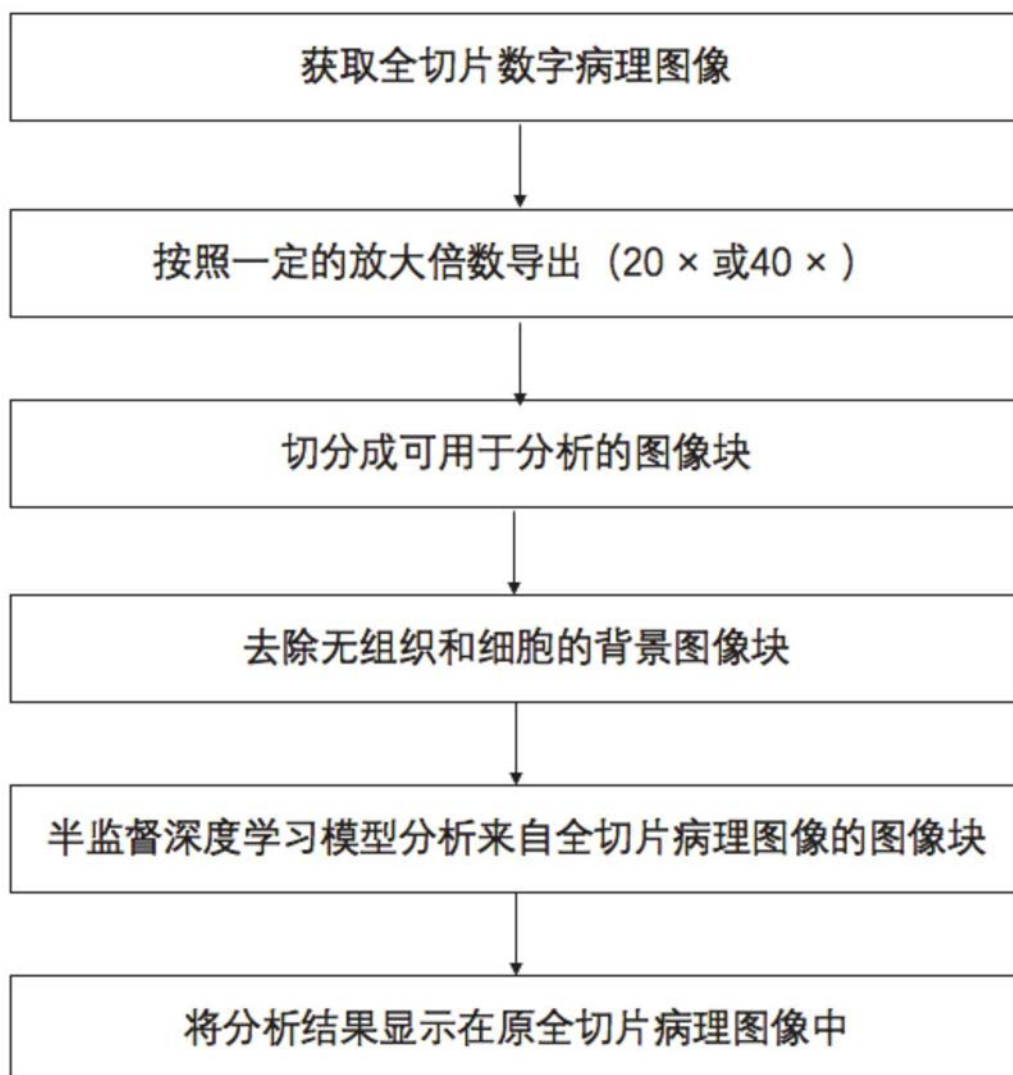 获取全切片数字病理图像
按照一定的放大倍数导出（20 × 或40 × ）
切分成可用于分析的图像块
去除无组织和细胞的背景图像块
半监督深度学习模型分析来自全切片病理图像的图像块
将分析结果显示在原全切片病理图像中